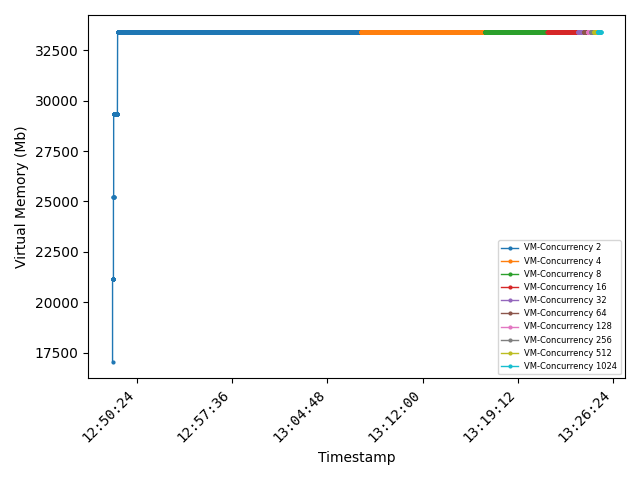 Virtual Memory (Mb)
32500
30000
27500
25000
22500
20000
17500
VM-Concurrency 2
VM-Concurrency 4
VM-Concurrency 8
VM-Concurrency 16
VM-Concurrency 32
VM-Concurrency 64
VM-Concurrency 128
VM-Concurrency 256
VM-Concurrency 512
VM-Concurrency 1024
12:50:24
12:57:36
13:04:48
13:12:00
13:19:12
13:26:24
Timestamp